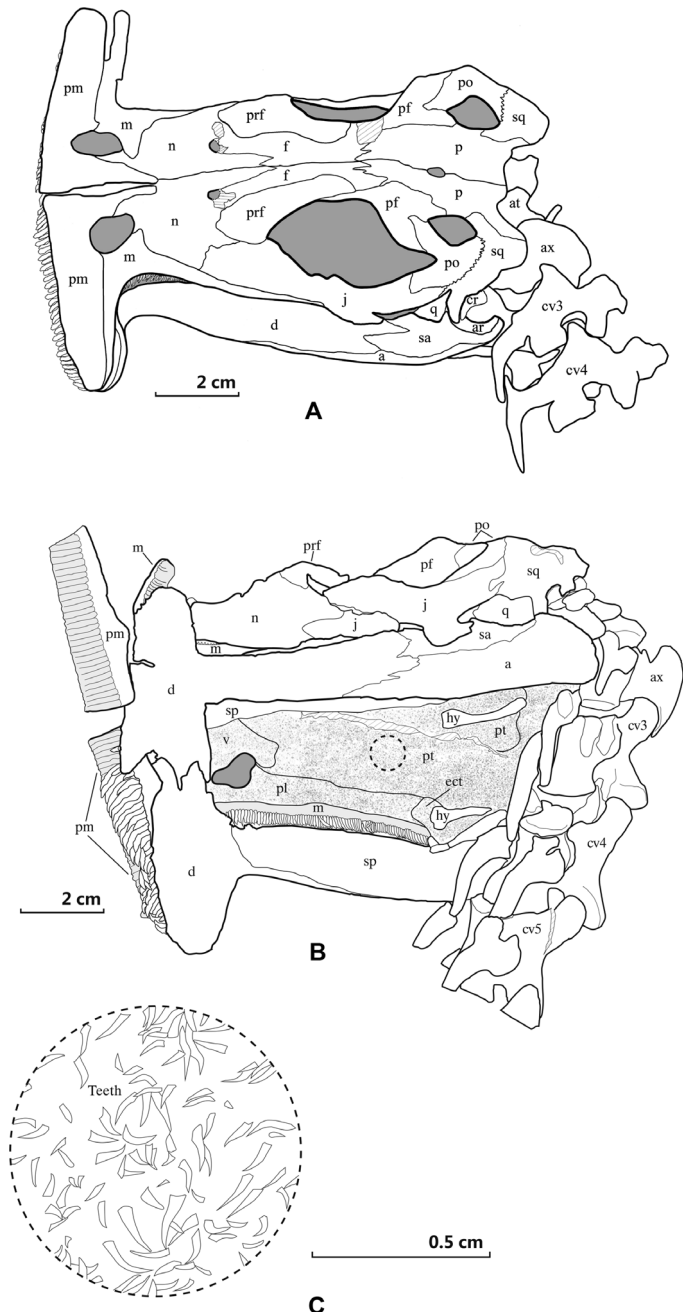 pm
m
n
prf
f
pf
po
sq
p
f
n
prf
pf
p
at
pm
m
po
sq
ax
j
q
cr
ar
cv3
d
sa
a
cv4
2 cm
A
m
prf
po
pf
sq
pm
n
j
j
q
m
sa
a
d
sp
hy
pt
ax
cv3
v
pt
ect
pl
m
hy
pm
d
sp
cv4
cv5
2 cm
B
Teeth
0.5 cm
C